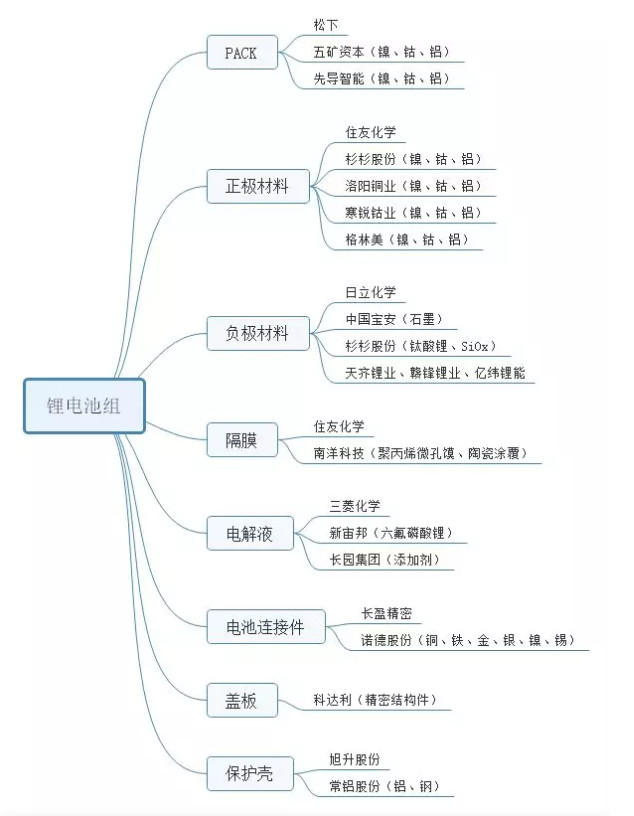 松下
PACK
五矿资本（镍、钴、铝）
先导智能（镍、钴、铝）
住友化学
杉杉股份（镍、钴、铝）
正极材料
洛阳铜业（镍、钴、铝）
寒锐钴业（镍、钴、铝）
格林美（镍、钴、铝）
日立化学
中国宝安（石墨）
负极材料
杉杉股份（钛酸锂、SiOx）
天齐锂业、赣锋锂业、亿纬锂能
锂电池组
住友化学
隔膜
南洋科技（聚丙烯微孔馍、陶瓷涂覆）
三菱化学
电解液
新宙邦（六氟磷酸锂）
长园集团（添加剂）
长盈精密
电池连接件
诺德股份（铜、铁、金、银、镍、锡）
盖板
科达利（精密结构件）
旭升股份
保护壳
常铝股份（铝、钢）